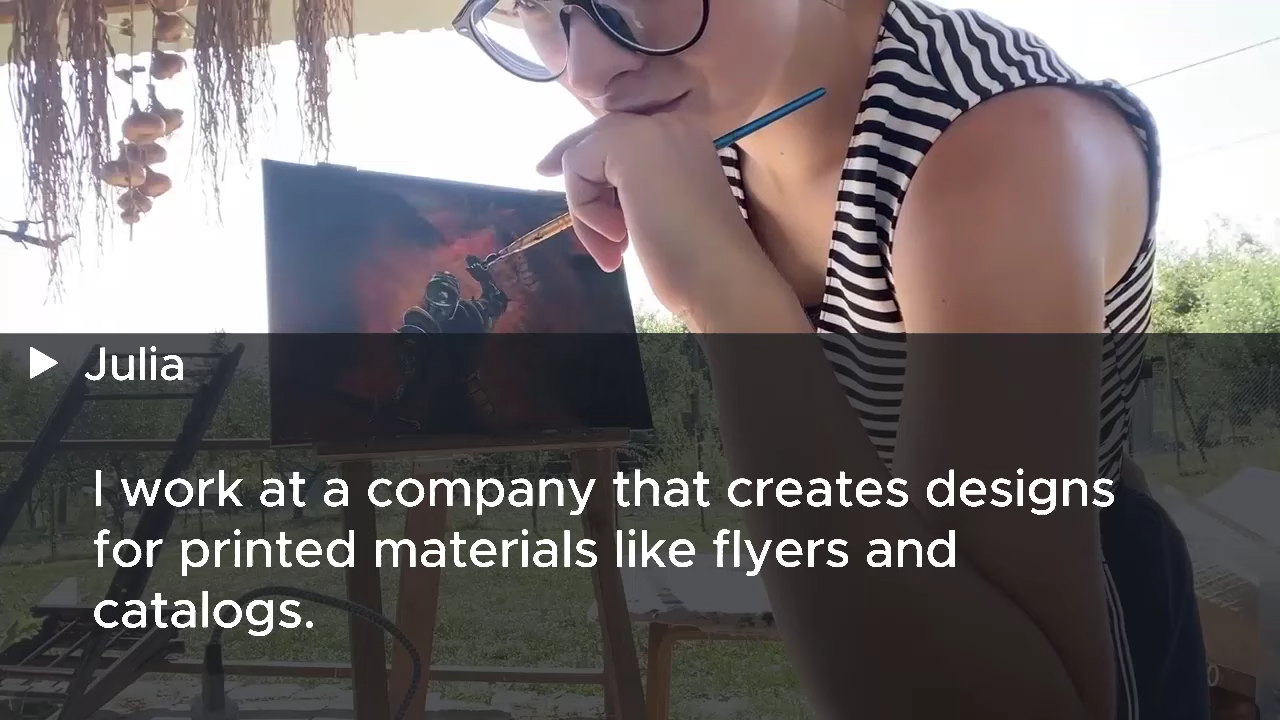 Julia
I work at a company that creates designs
for printed materials like flyers and
catalogs.